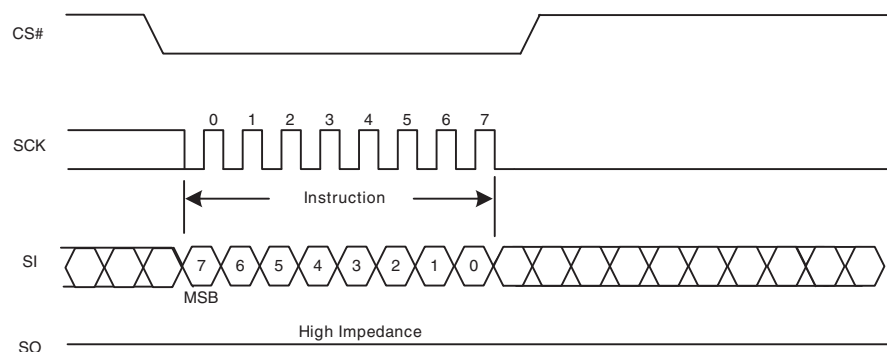 CS#
0 1 2 3 4 5 6 7
SCK
Instruction
SI
7 6 5 4 3 2 1 0
MSB
High Impedance
SO